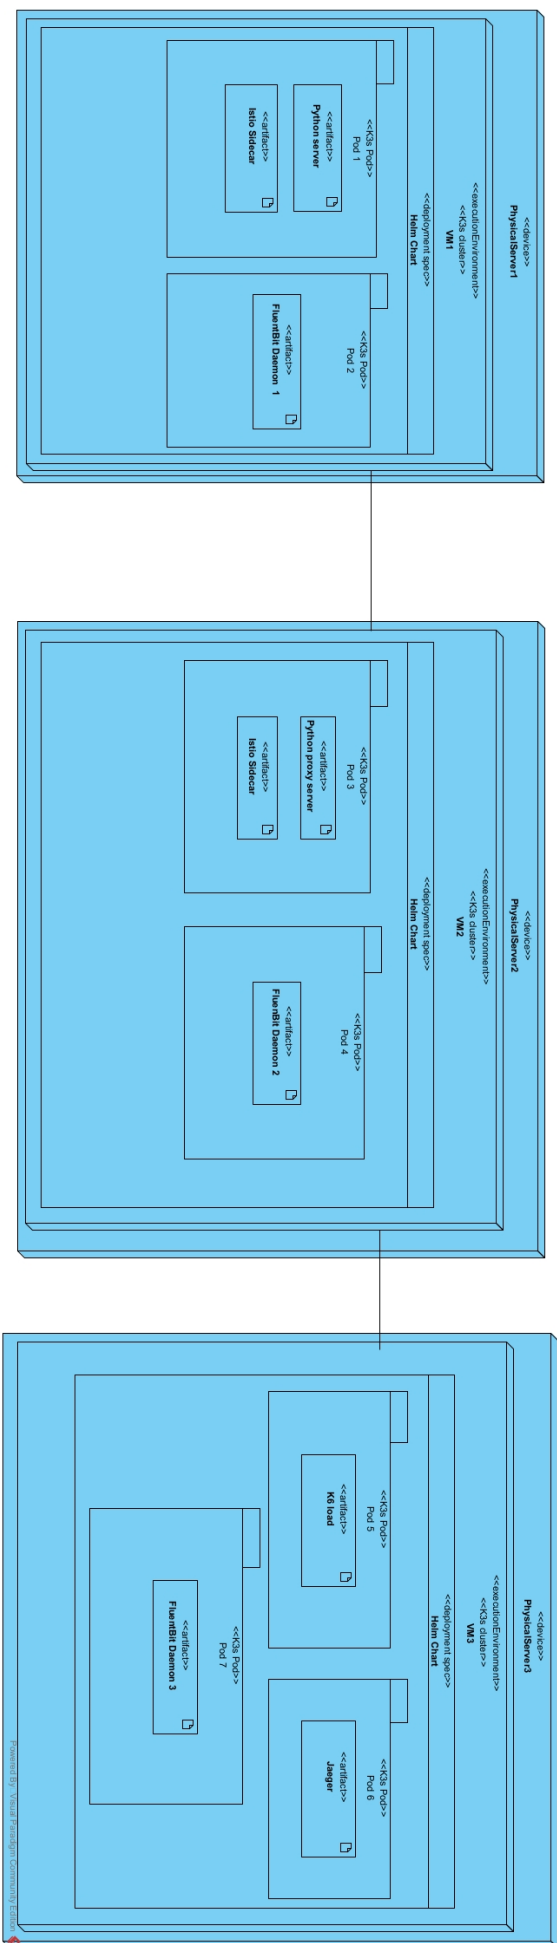 <<device>>
PhysicalServer1
<<executionEnvironment>>
<<K3s cluster>>
VM1
<<deployment spec>>
Helm Chart
<<K3s Pod>>
Pod 1
<<artifact>>
Python server
<<artifact>>
Istio Sidecar
<<K3s Pod>>
Pod 2
<<artifact>>
FluentBit Daemon 1
<<device>>
PhysicalServer2
<<executionEnvironment>>
<<K3s cluster>>
VM2
<<deployment spec>>
Helm Chart
<<K3s Pod>>
Pod 3
<<artifact>>
Python proxy server
<<artifact>>
Istio Sidecar
<<K3s Pod>>
Pod 4
<<artifact>>
FluenBit Daemon 2
<<device>>
PhysicalServer3
<<executionEnvironment>>
<<K3s cluster>>
VM3
<<deployment spec>>
Helm Chart
<<K3s Pod>>
Pod 5
<<artifact>>
K6 load
<<K3s Pod>>
Pod 6
<<artifact>>
Jaeger
<<K3s Pod>>
Pod 7
<<artifact>>
FluentBit Daemon 3
Powered By Visual Paradigm Community Edition